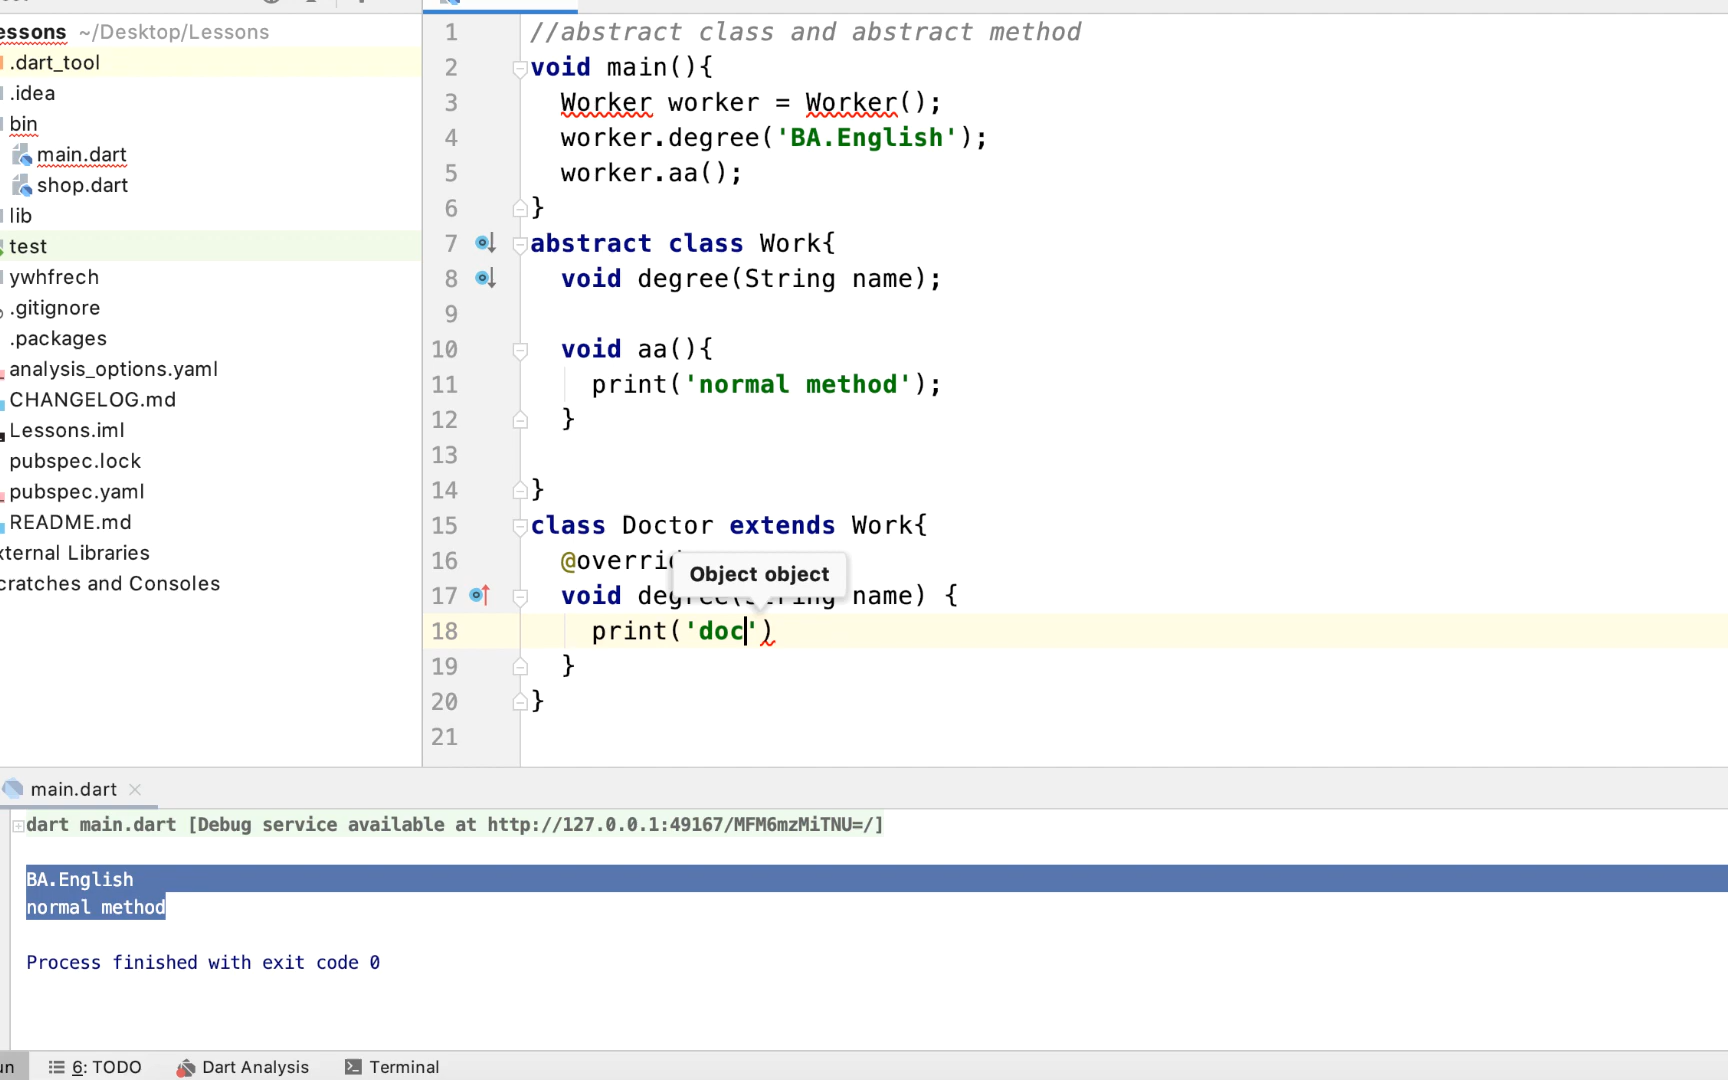 essons ~/Desktop/Lessons
.dart_tool
.idea
bin
main.dart
shop.dart
lib
test
ywhfrech
.gitignore
.packages
analysis_options.yaml
CHANGELOG.md
Lessons.iml
pubspec.lock
pubspec.yaml
README.md
xternal Libraries
cratches and Consoles
1 //abstract class and abstract method
2 void main(){
3 Worker worker = Worker();
4 worker.degree('BA.English');
5 worker.aa();
6 }
7 abstract class Work{
8 void degree(String name);
9
10 void aa(){
11 print('normal method');
12 }
13
14 }
15 class Doctor extends Work{
16 @overrid
Object object
17 void degree(String name) {
18 print('doc')
19 }
20 }
21
main.dart
dart main.dart [Debug service available at http://127.0.0.1:49167/MFM6mzMiTNU=/]
BA.English
normal method
Process finished with exit code 0
un 6: TODO Dart Analysis Terminal